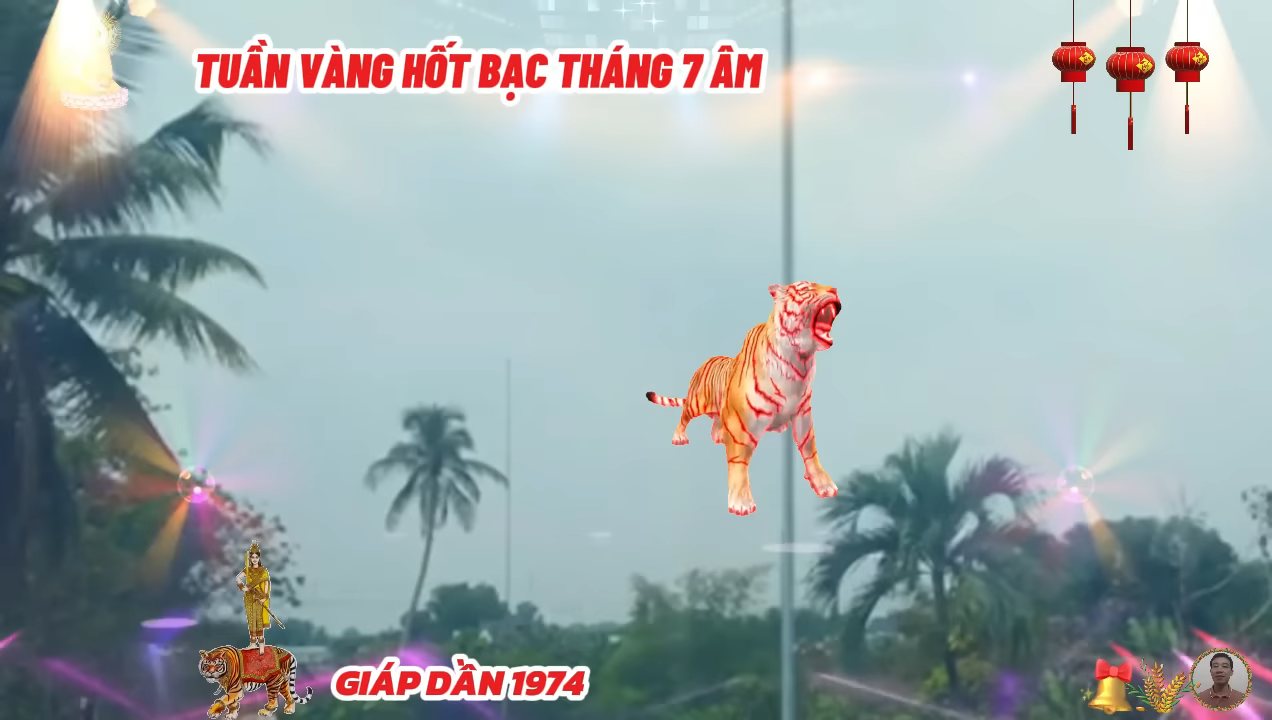 TUẦN VÀNG HỐT BẠC THÁNG 7 ÂM
GIÁP DẦN 1974